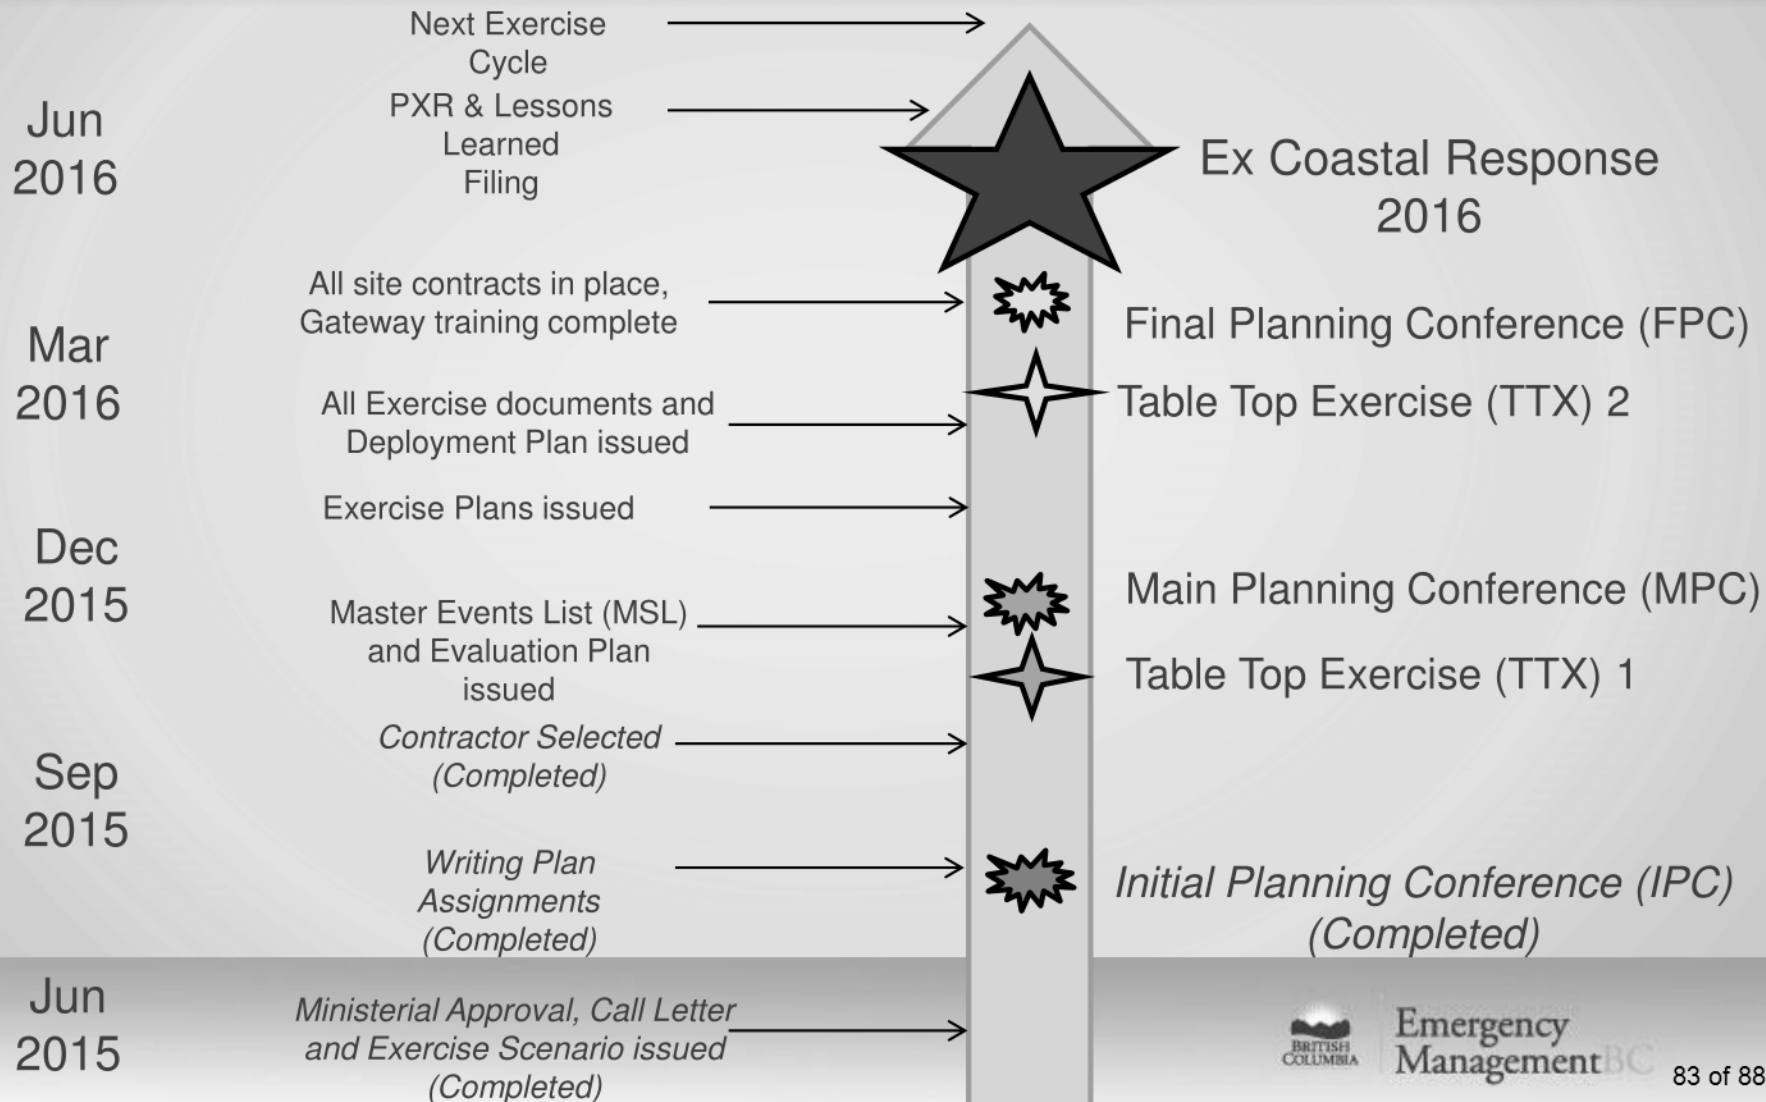 Next Exercise
Cycle
Jun
2016
PXR & Lessons
Learned
Filing
Ex Coastal Response
2016
All site contracts in place,
Gateway training complete
Final Planning Conference (FPC)
Mar
2016
All Exercise documents and
Deployment Plan issued
Table Top Exercise (TTX) 2
Exercise Plans issued
Dec
2015
Main Planning Conference (MPC)
Master Events List (MSL)
and Evaluation Plan
issued
Table Top Exercise (TTX) 1
Contractor Selected
(Completed)
Sep
2015
Writing Plan
Assignments
(Completed)
Initial Planning Conference (IPC)
(Completed)
Jun
2015
Ministerial Approval, Call Letter
and Exercise Scenario issued
(Completed)
BRITISH
COLUMBIA
Emergency
ManagementBC
83 of 88